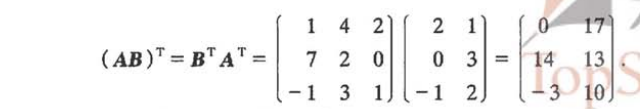 (AB)ᵀ = BᵀAᵀ = ( 1 4 2 ; 7 2 0 ; -1 3 1 ) ( 2 1 ; 0 3 ; -1 2 ) = ( 0 17 ; 14 13 ; -3 10 ).
TopS